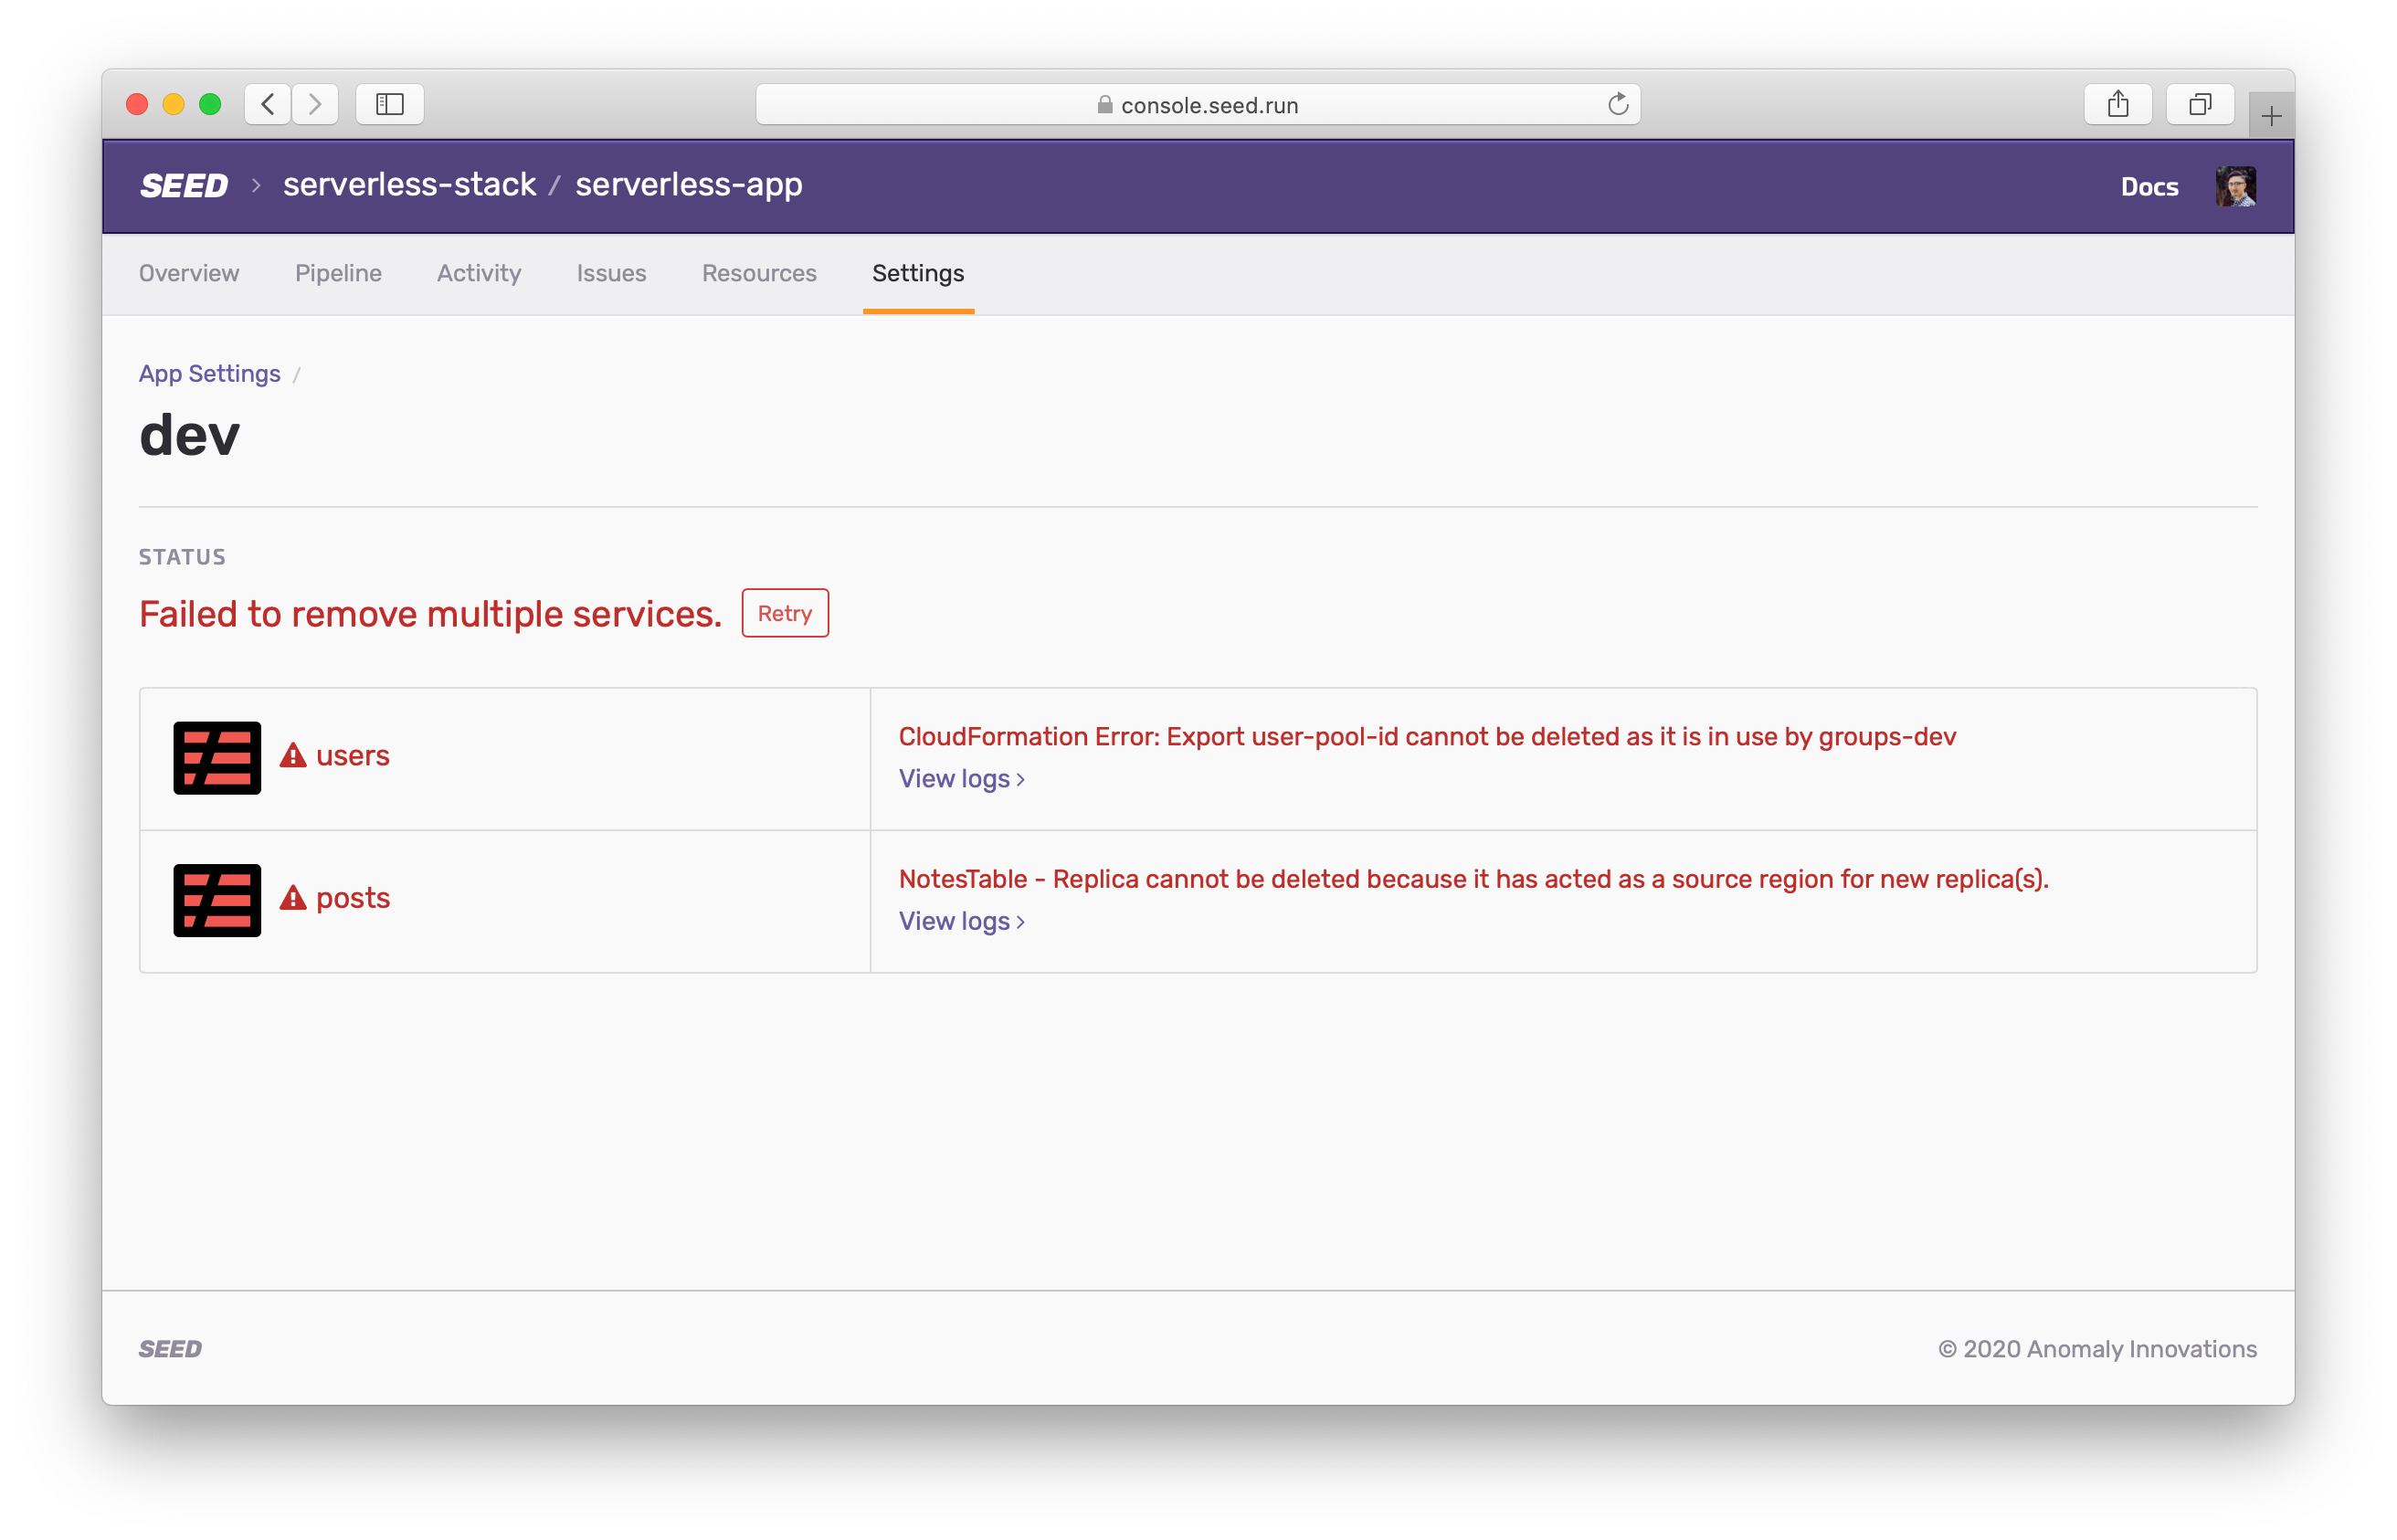 console.seed.run
SEED > serverless-stack / serverless-app
Docs
Overview Pipeline Activity Issues Resources Settings
App Settings /
dev
STATUS
Failed to remove multiple services. Retry
users
CloudFormation Error: Export user-pool-id cannot be deleted as it is in use by groups-dev
View logs >
posts
NotesTable - Replica cannot be deleted because it has acted as a source region for new replica(s).
View logs >
SEED
© 2020 Anomaly Innovations